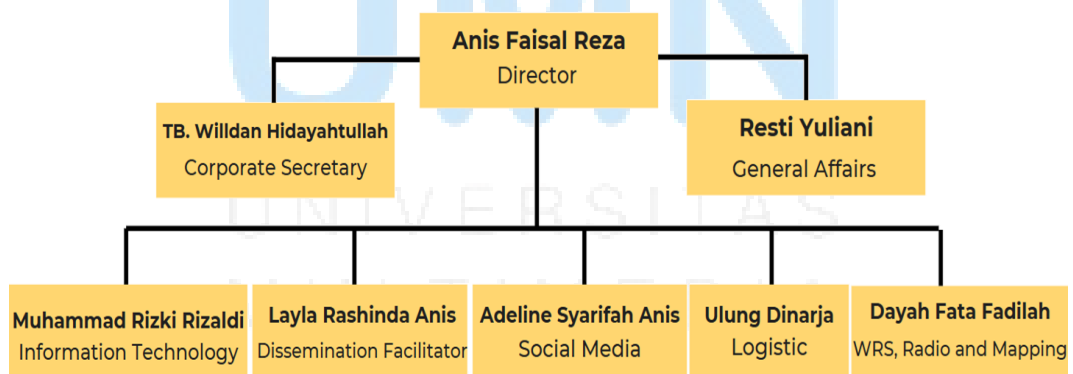 Anis Faisal Reza
Director
TB. Willdan Hidayahtullah
Corporate Secretary
Resti Yuliani
General Affairs
UNIVERSITAS
Muhammad Rizki Rizaldi
Information Technology
Layla Rashinda Anis
Dissemination Facilitator
Adeline Syarifah Anis
Social Media
Ulung Dinarja
Logistic
Dayah Fata Fadilah
WRS, Radio and Mapping